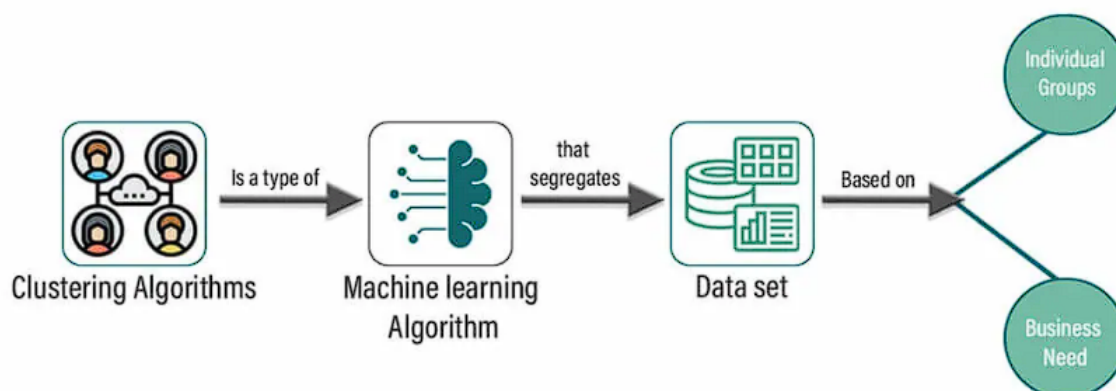 Clustering Algorithms
Is a type of
Machine learning
Algorithm
that
segregates
Data set
Based on
Individual
Groups
Business
Need